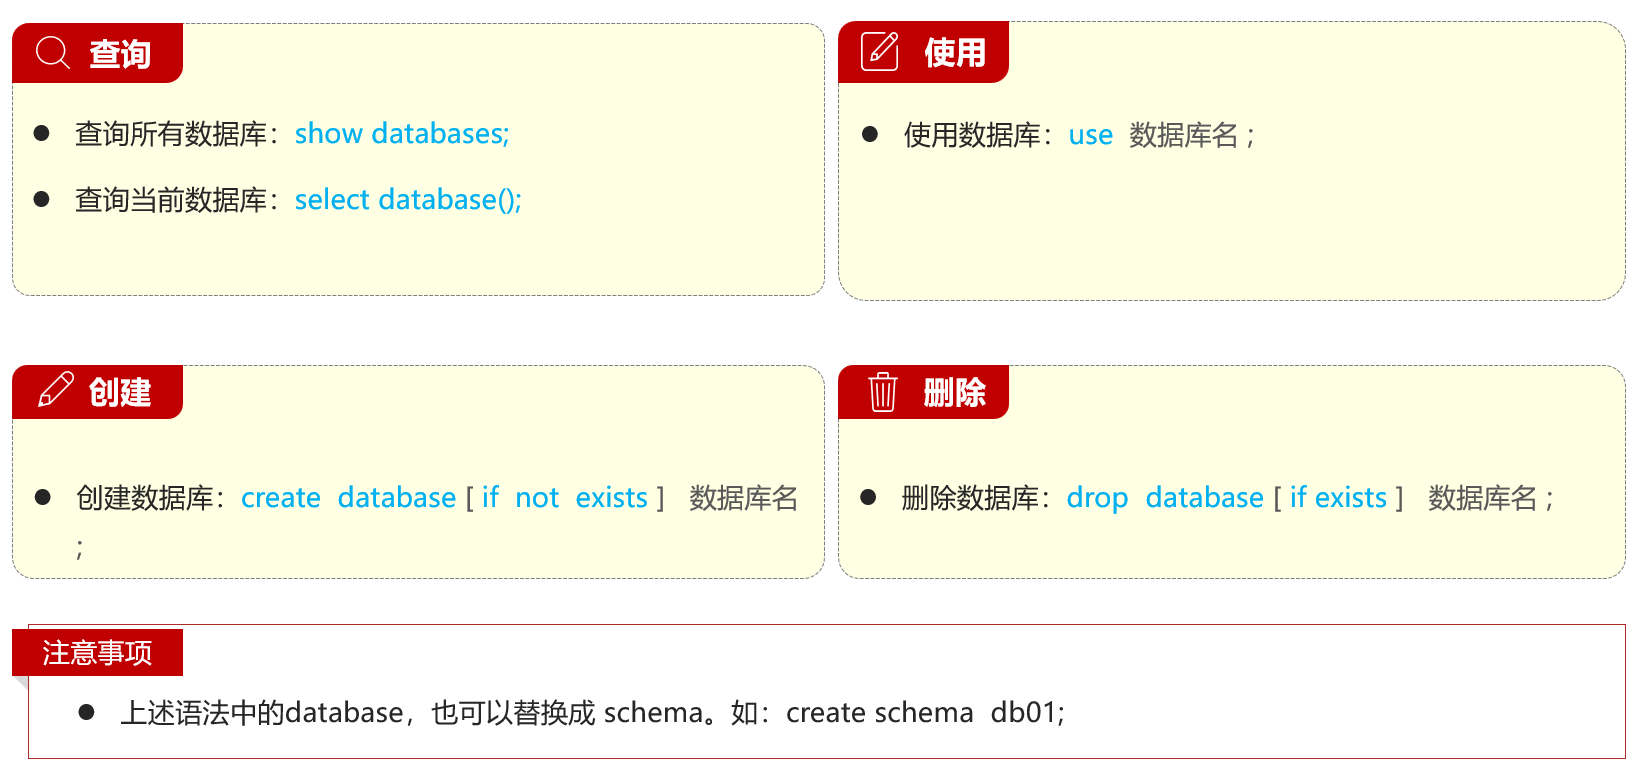 查询
查询所有数据库：show databases;
查询当前数据库：select database();
使用
使用数据库：use 数据库名 ;
创建
创建数据库：create database [ if not exists ] 数据库名
;
删除
删除数据库：drop database [ if exists ] 数据库名 ;
注意事项
上述语法中的database，也可以替换成 schema。如：create schema db01;